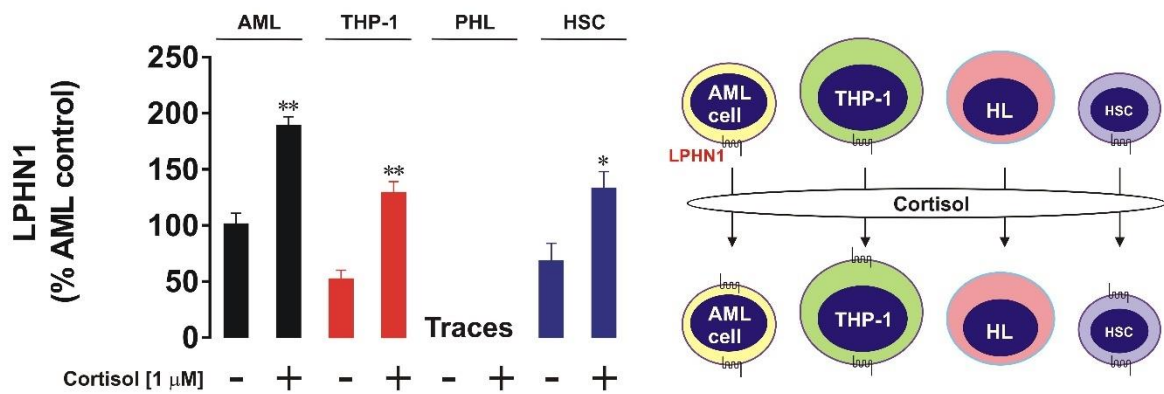 AML THP-1 PHL HSC
LPHN1
(% AML control)
250
200
150
100
50
0
**
**
*
Traces
Cortisol [1 μM] - + - + - + - +
AML
cell
THP-1
HL
HSC
LPHN1
Cortisol
AML
cell
THP-1
HL
HSC